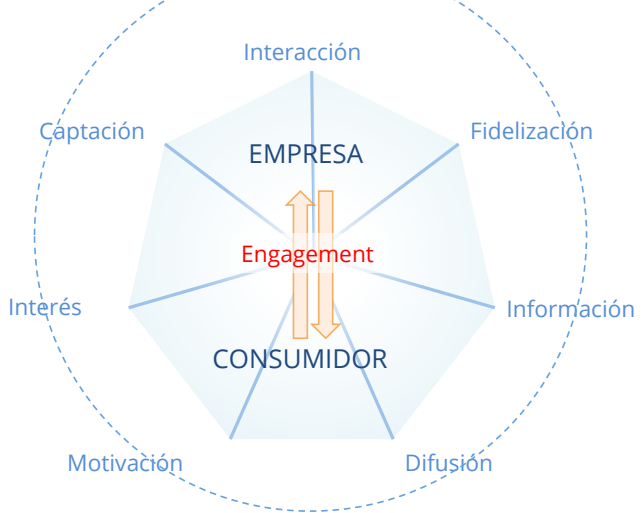 Interacción
Captación
Fidelización
EMPRESA
Engagement
Interés
Información
CONSUMIDOR
Motivación
Difusión